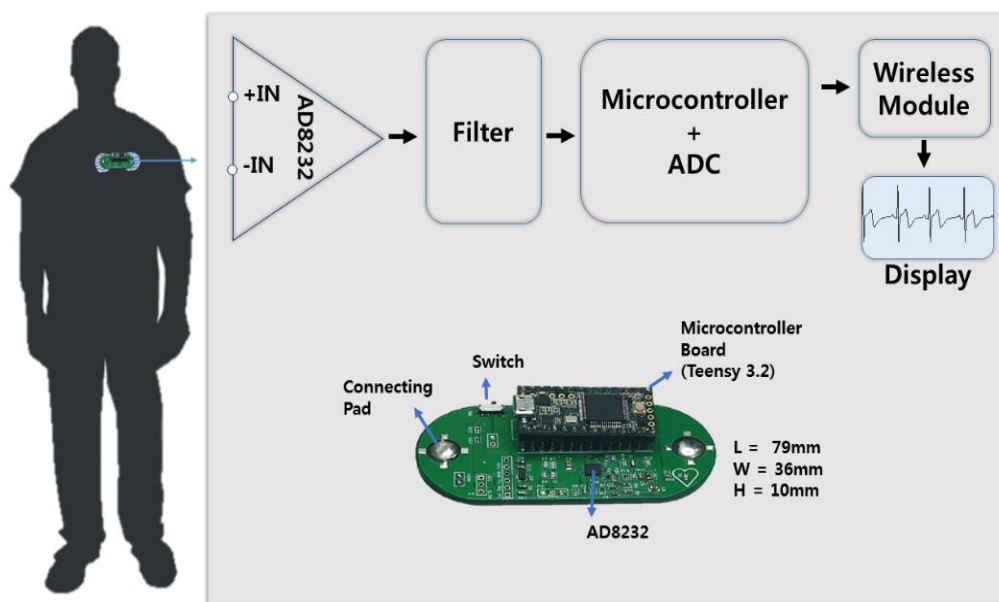 +IN
-IN
AD8232
Filter
Microcontroller
+
ADC
Wireless
Module
Display
Switch
Connecting
Pad
Microcontroller
Board
(Teensy 3.2)
L = 79mm
W = 36mm
H = 10mm
AD8232